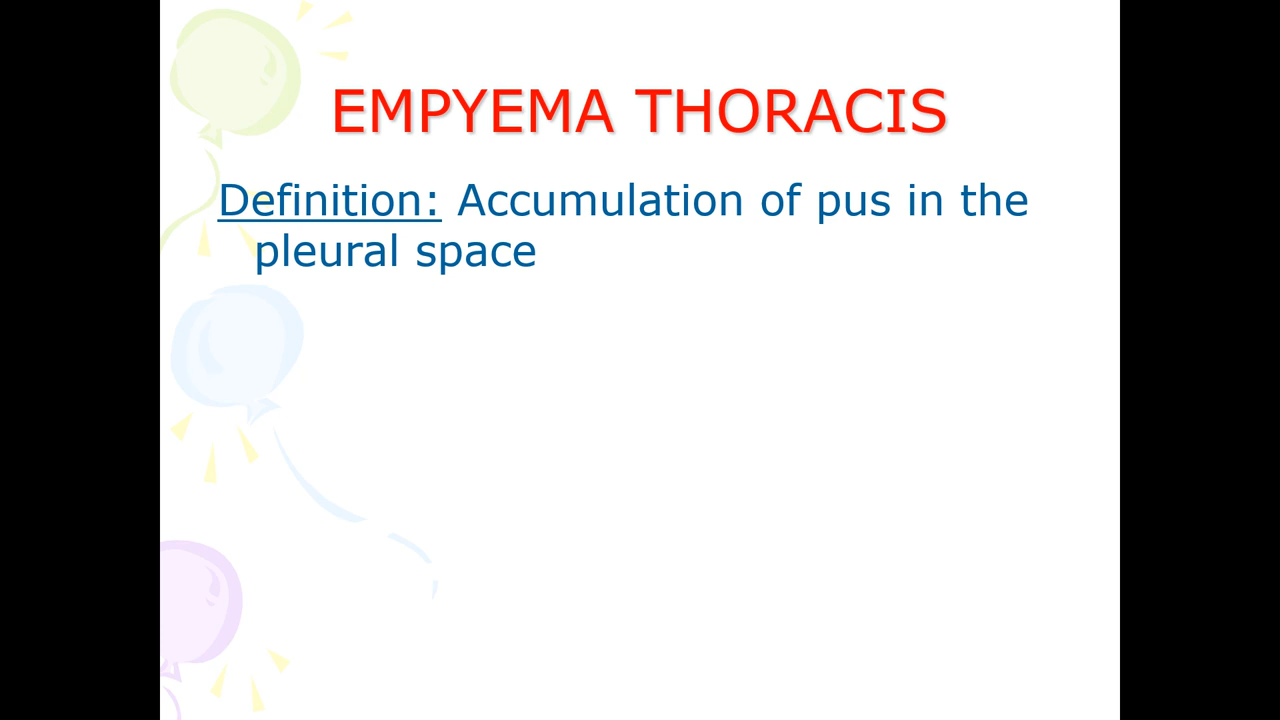 EMPYEMA THORACIS
Definition: Accumulation of pus in the
pleural space